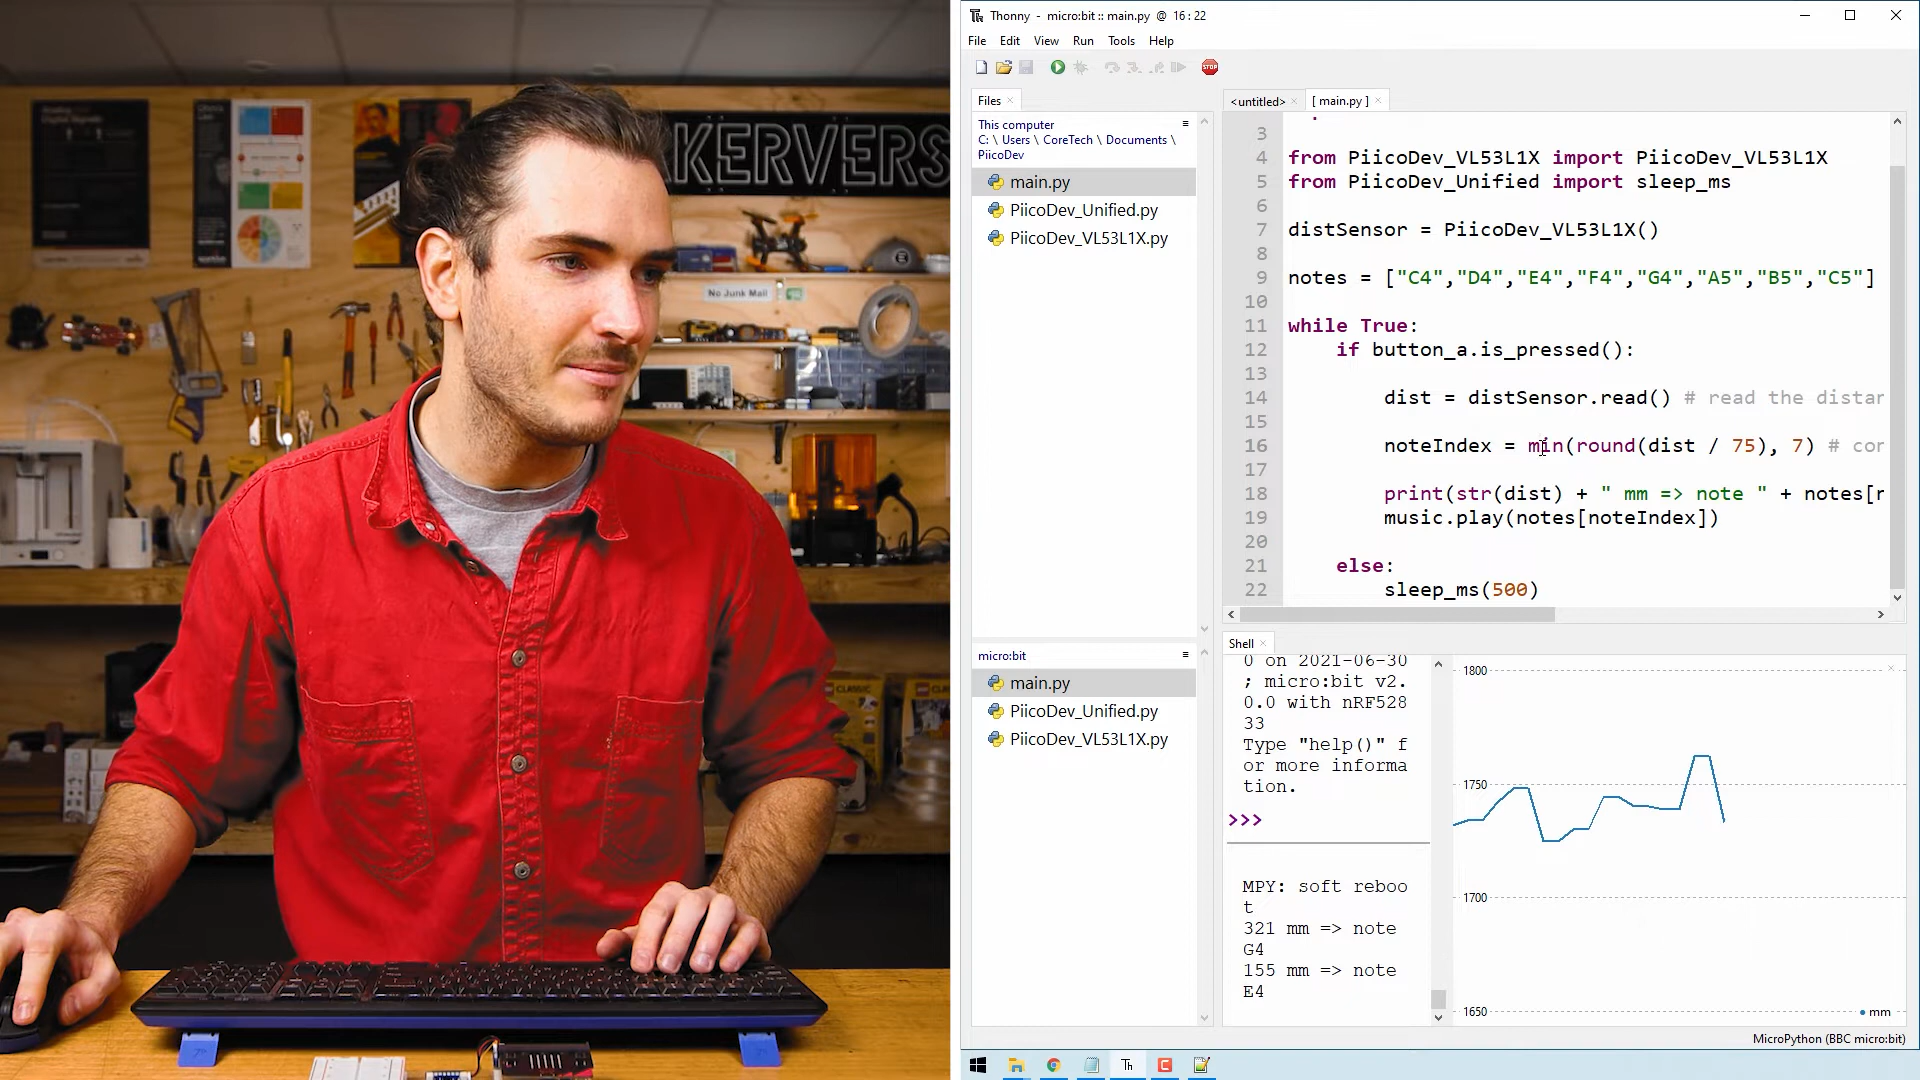 KERVERS
No Junk Mail
Thonny - micro:bit :: main.py @ 16 : 22
File Edit View Run Tools Help
STOP
Files
<untitled>
[ main.py ]
This computer
C: \ Users \ CoreTech \ Documents \
PiicoDev
main.py
PiicoDev_Unified.py
PiicoDev_VL53L1X.py
micro:bit
main.py
PiicoDev_Unified.py
PiicoDev_VL53L1X.py
3
4 from PiicoDev_VL53L1X import PiicoDev_VL53L1X
5 from PiicoDev_Unified import sleep_ms
6
7 distSensor = PiicoDev_VL53L1X()
8
9 notes = ["C4","D4","E4","F4","G4","A5","B5","C5"]
10
11 while True:
12 if button_a.is_pressed():
13
14 dist = distSensor.read() # read the distan
15
16 noteIndex = min(round(dist / 75), 7) # con
17
18 print(str(dist) + " mm => note " + notes[n
19 music.play(notes[noteIndex])
20
21 else:
22 sleep_ms(500)
Shell
0 on 2021-06-30
; micro:bit v2.
0.0 with nRF528
33
Type "help()" f
or more informa
tion.
>>>
MPY: soft reboo
t
321 mm => note
G4
155 mm => note
E4
1800
1750
1700
1650
mm
MicroPython (BBC micro:bit)
Th